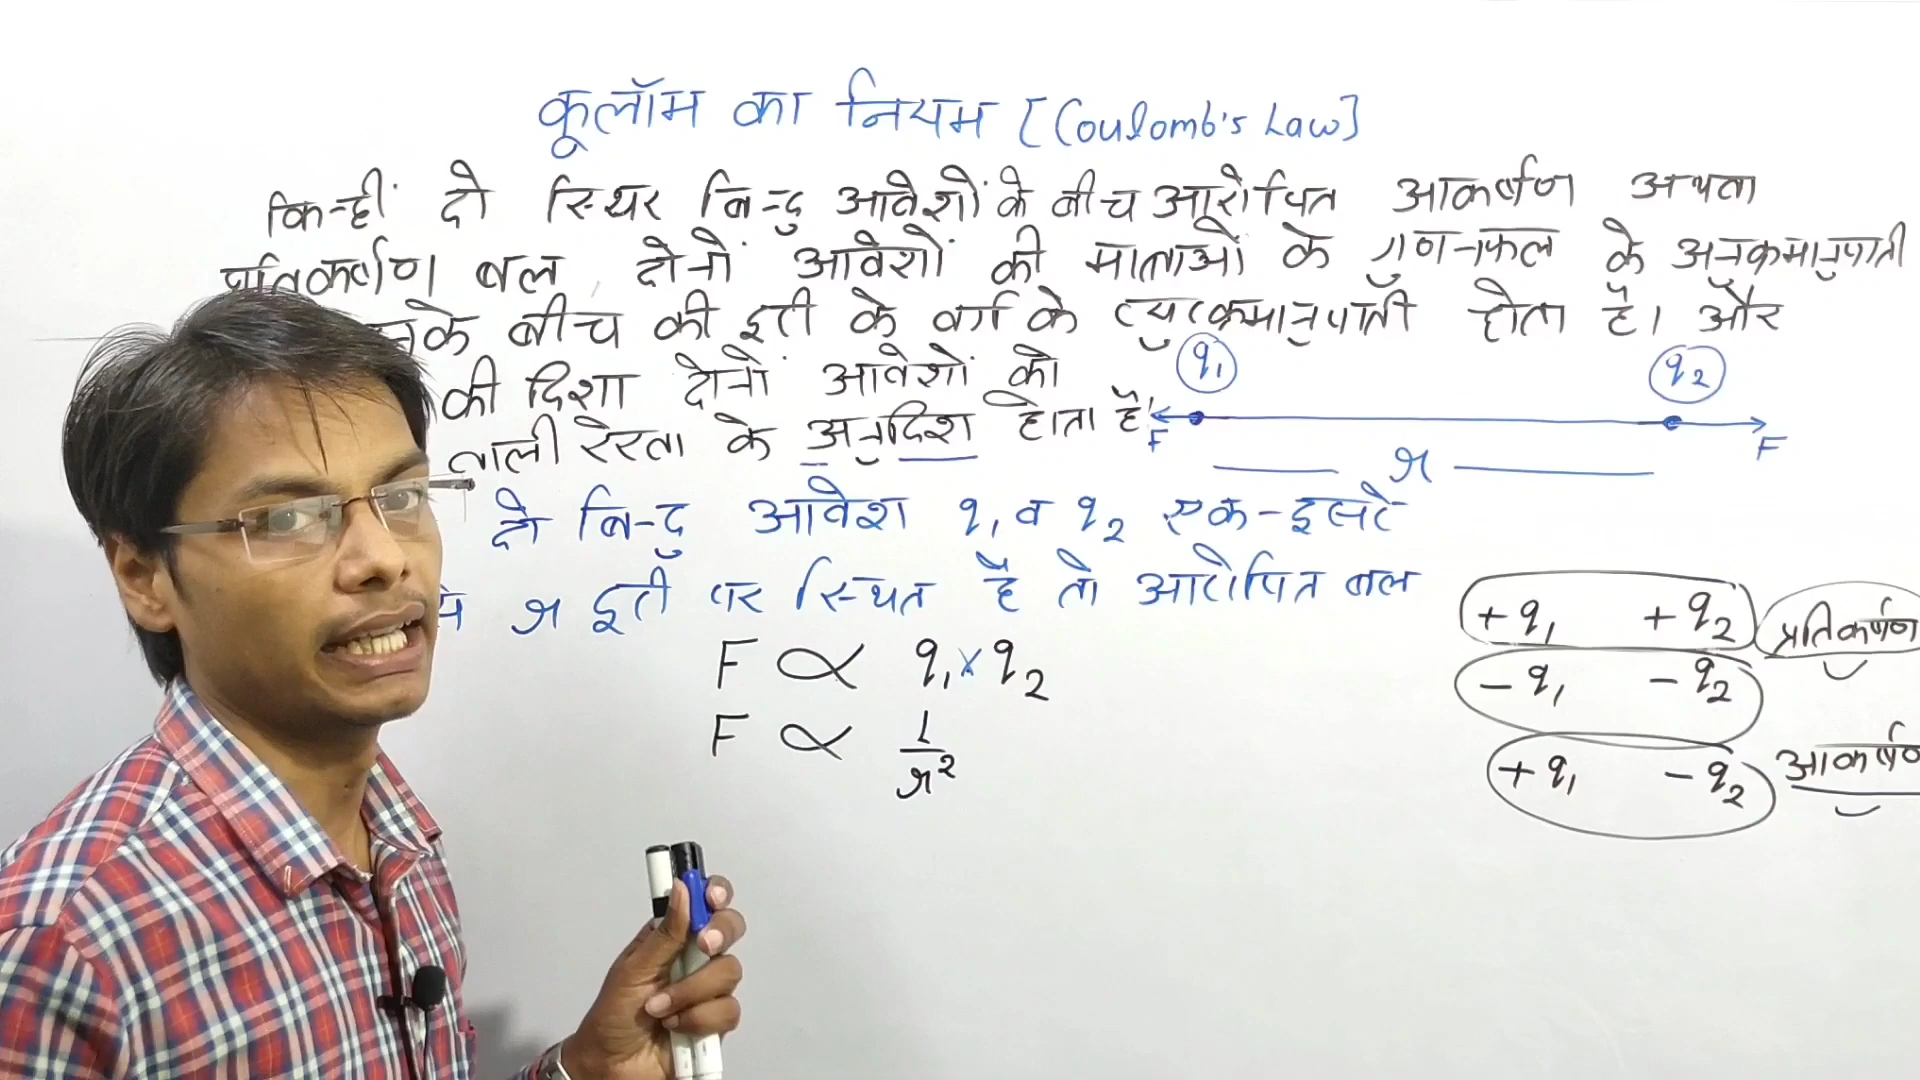 कूलॉम का नियम [Coulomb's Law]
किन्हीं दो स्थिर बिन्दु आवेशों के बीच आरोपित आकर्षण अथवा
प्रतिकर्षण बल, दोनों आवेशों की मात्राओं के गुणनफल के अनुक्रमानुपाती
नके बीच की दूरी के वर्ग के व्युत्क्रमानुपाती होता है। और
की दिशा दोनों आवेशों को
वाली रेखा के अनुदिश होता है।
q₁ q₂
F F
r
दो बिन्दु आवेश q₁ व q₂ एक-दूसरे
से r दूरी पर स्थित है तो आरोपित बल
F ∝ q₁ × q₂
F ∝ 1/r²
+q₁ +q₂ प्रतिकर्षण
-q₁ -q₂
+q₁ -q₂ आकर्षण